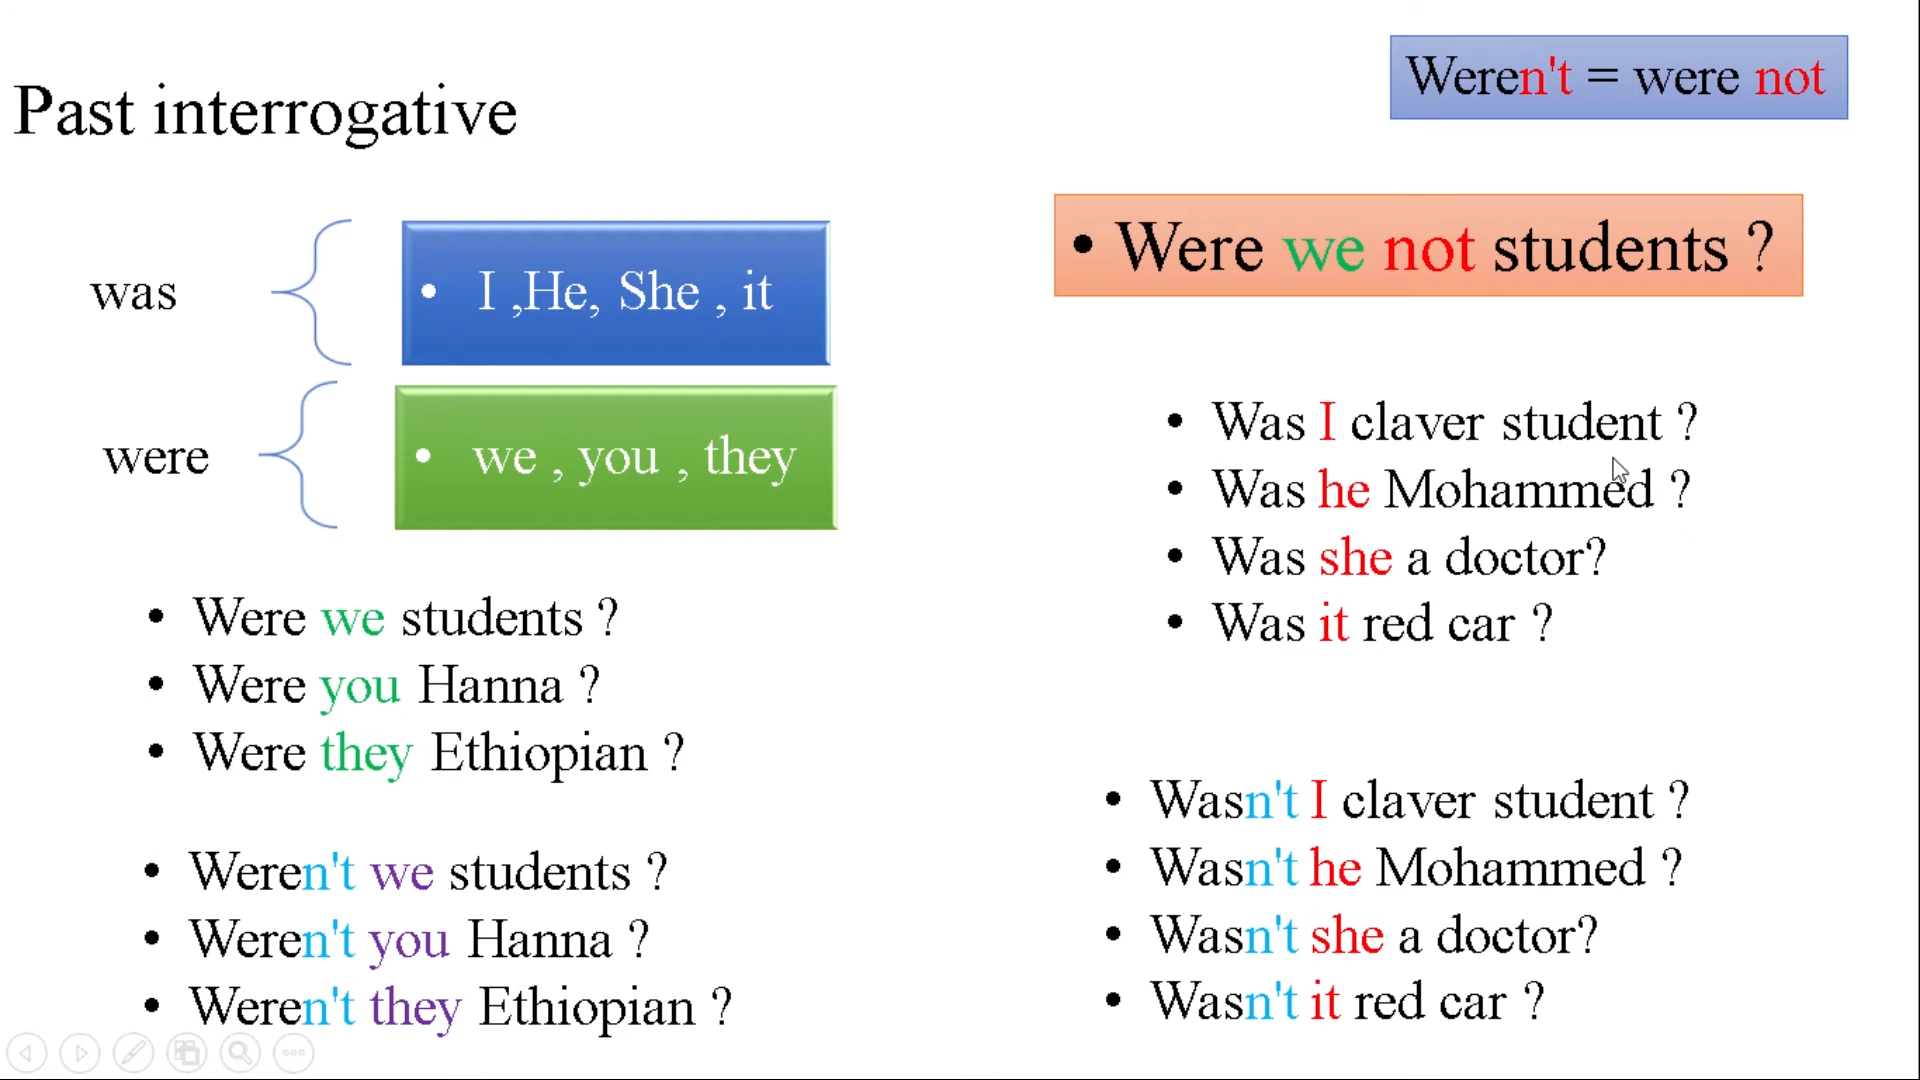 Past interrogative
Weren't = were not
was
• I ,He, She , it
were
• we , you , they
• Were we students ?
• Were you Hanna ?
• Were they Ethiopian ?
• Weren't we students ?
• Weren't you Hanna ?
• Weren't they Ethiopian ?
• Were we not students ?
• Was I claver student ?
• Was he Mohammed ?
• Was she a doctor?
• Was it red car ?
• Wasn't I claver student ?
• Wasn't he Mohammed ?
• Wasn't she a doctor?
• Wasn't it red car ?